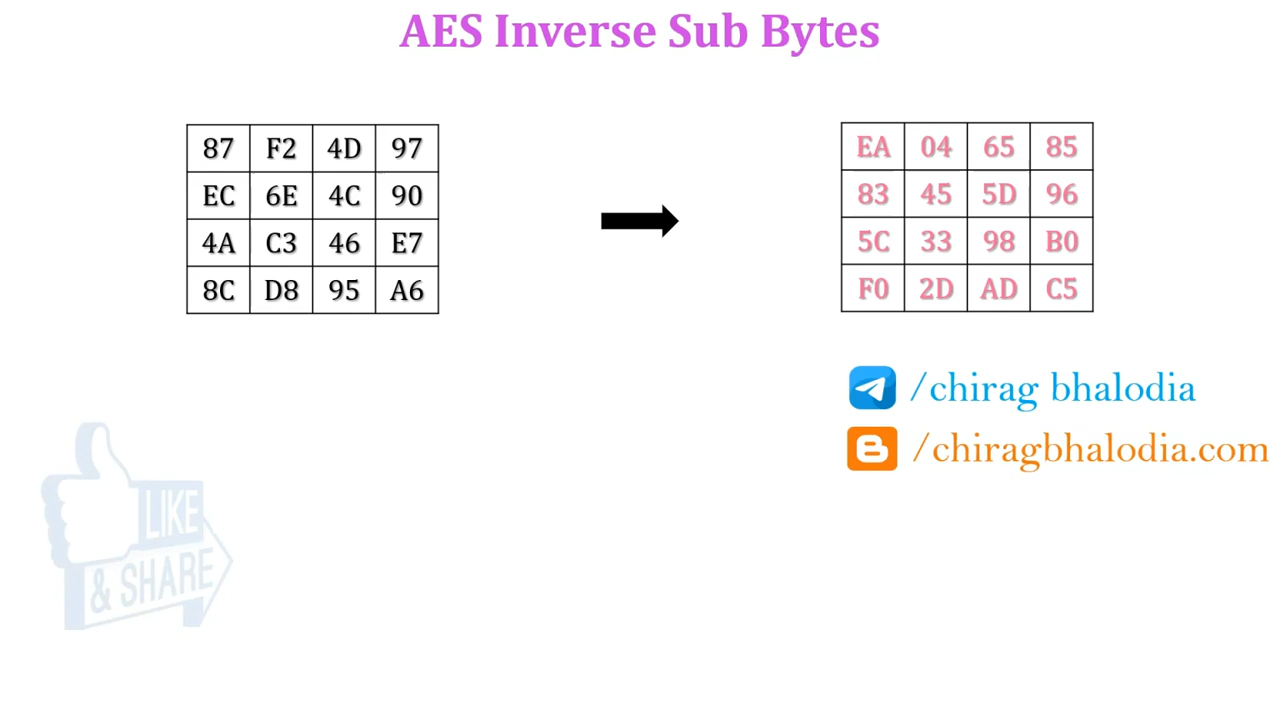 AES Inverse Sub Bytes
87 F2 4D 97
EC 6E 4C 90
4A C3 46 E7
8C D8 95 A6
EA 04 65 85
83 45 5D 96
5C 33 98 B0
F0 2D AD C5
/chirag bhalodia
/chiragbhalodia.com
LIKE
& SHARE